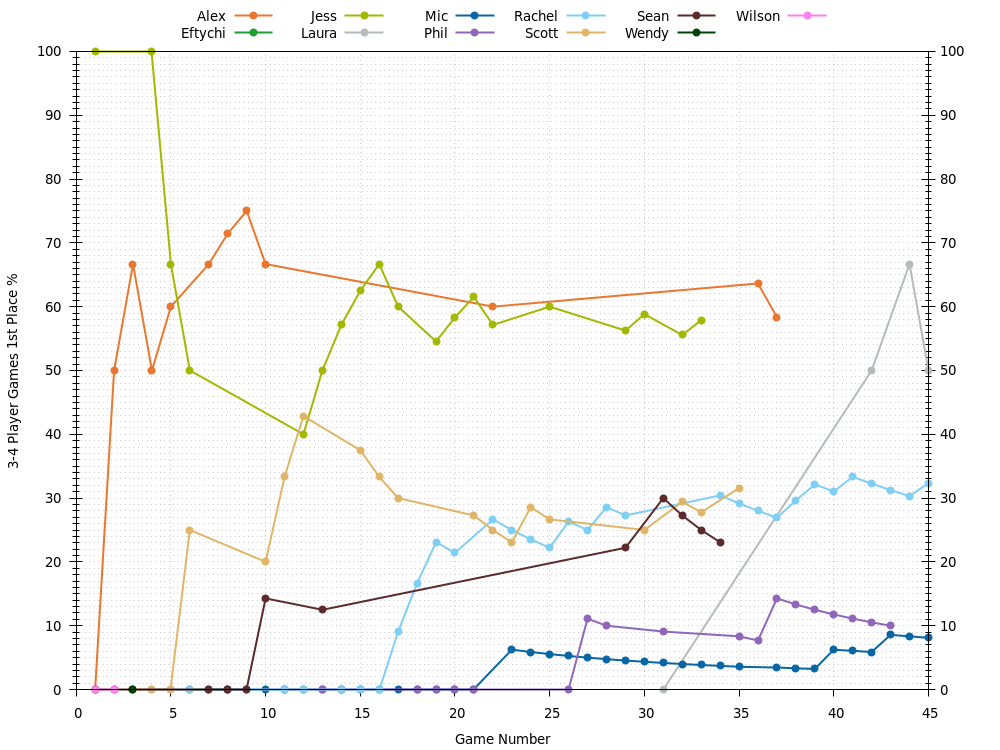 Alex Jess Mic Rachel Sean Wilson
Eftychi Laura Phil Scott Wendy
100 100
90 90
80 80
70 70
60 60
50 50
40 40
30 30
20 20
10 10
0 0
0 5 10 15 20 25 30 35 40 45
3-4 Player Games 1st Place %
Game Number